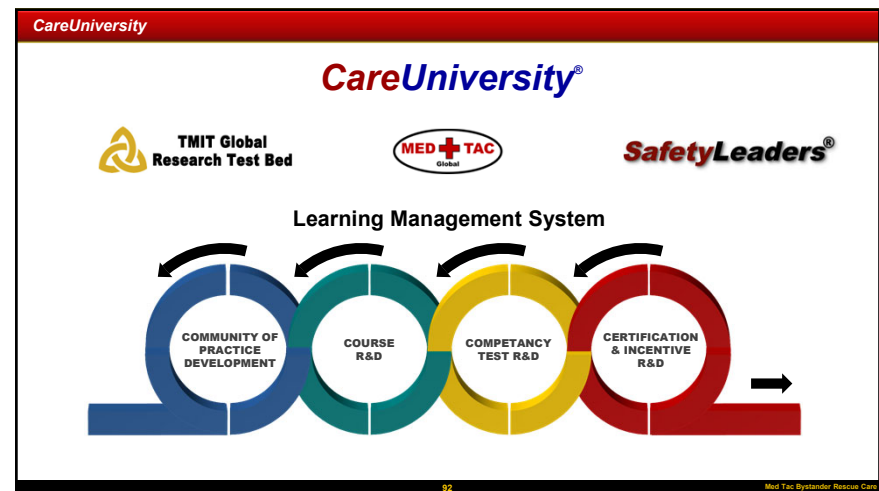 CareUniversity
CareUniversity®
TMIT Global
Research Test Bed
MED TAC
Global
SafetyLeaders®
Learning Management System
COMMUNITY OF
PRACTICE
DEVELOPMENT
COURSE
R&D
COMPETANCY
TEST R&D
CERTIFICATION
& INCENTIVE
R&D
92
Med Tac Bystander Rescue Care